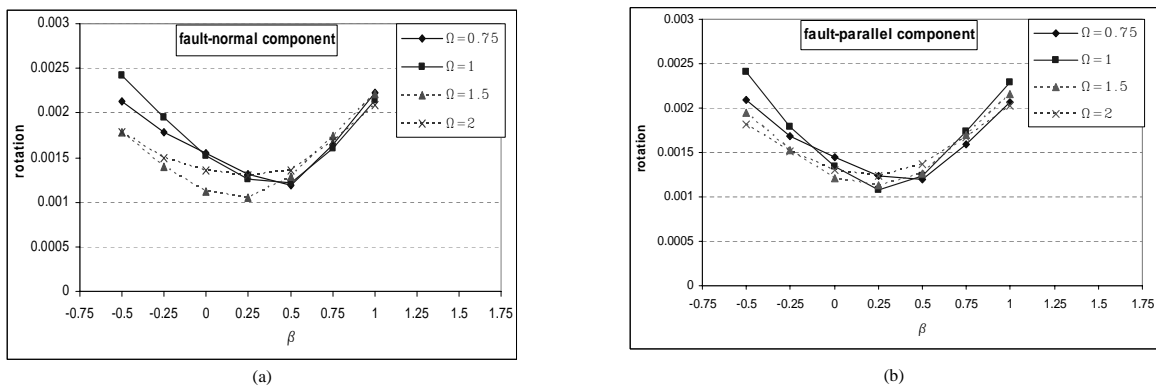 fault-normal component
0.003
0.0025
0.002
0.0015
0.001
0.0005
0
rotation
-0.75 -0.5 -0.25 0 0.25 0.5 0.75 1 1.25 1.5 1.75
β
Ω=0.75
Ω=1
Ω=1.5
Ω=2
(a)
fault-parallel component
0.003
0.0025
0.002
0.0015
0.001
0.0005
0
rotation
-0.75 -0.5 -0.25 0 0.25 0.5 0.75 1 1.25 1.5 1.75
β
Ω=0.75
Ω=1
Ω=1.5
Ω=2
(b)